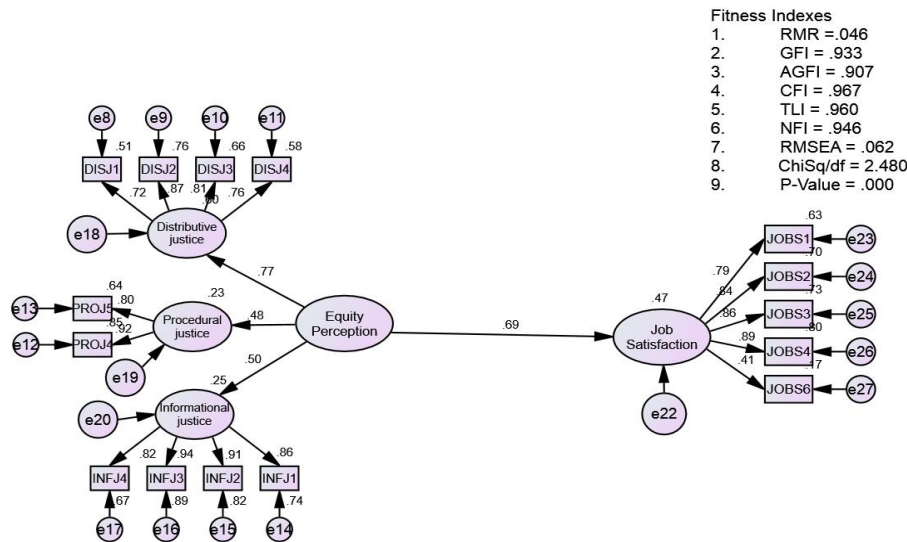 Fitness Indexes
1. RMR =.046
2. GFI = .933
3. AGFI = .907
4. CFI = .967
5. TLI = .960
6. NFI = .946
7. RMSEA = .062
8. ChiSq/df = 2.480
9. P-Value = .000
e8 e9 e10 e11
.51 .76 .66 .58
DISJ1 DISJ2 DISJ3 DISJ4
.72 .87 .81 .76
.60
e18
Distributive
justice
.77
.64
.23
e13 PROJ5 .80
.85
e12 PROJ4 .92
Procedural
justice
.48
e19
Equity
Perception
.50
.25
e20
Informational
justice
.82 .94 .91 .86
INFJ4 INFJ3 INFJ2 INFJ1
.67 .89 .82 .74
e17 e16 e15 e14
.69
.47
Job
Satisfaction
e22
.63
.79 JOBS1 e23
.70
.84 JOBS2 e24
.73
.86 JOBS3 e25
.80
.89 JOBS4 e26
.17
.41 JOBS6 e27